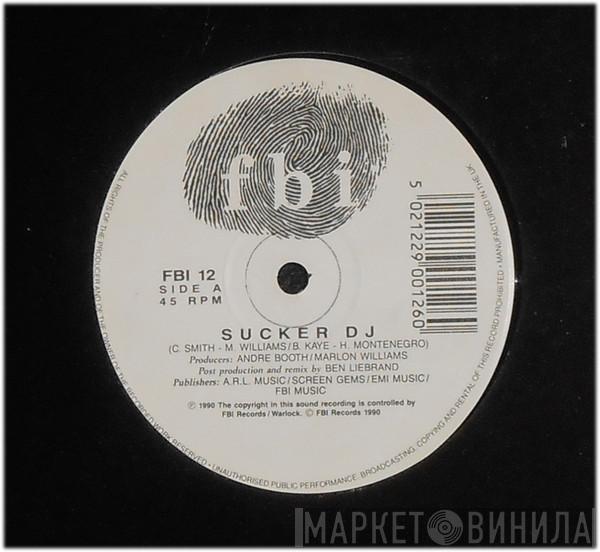 fbi
5 021229 001260
FBI 12
SIDE A
45 RPM
SUCKER DJ
(C. SMITH - M. WILLIAMS/B. KAYE - H. MONTENEGRO)
Producers: ANDRE BOOTH/MARLON WILLIAMS
Post production and remix by BEN LIEBRAND
Publishers: A.R.L. MUSIC/SCREEN GEMS/EMI MUSIC/
FBI MUSIC
℗ 1990 The copyright in this sound recording is controlled by
FBI Records/Warlock. © FBI Records 1990
ALL RIGHTS OF THE PRODUCER AND OF THE OWNER OF THE RECORDED WORK RESERVED • UNAUTHORISED PUBLIC PERFORMANCE BROADCASTING, COPYING AND RENTAL OF THIS RECORD PROHIBITED • MANUFACTURED IN THE UK
МАРКЕТ ВИНИЛА